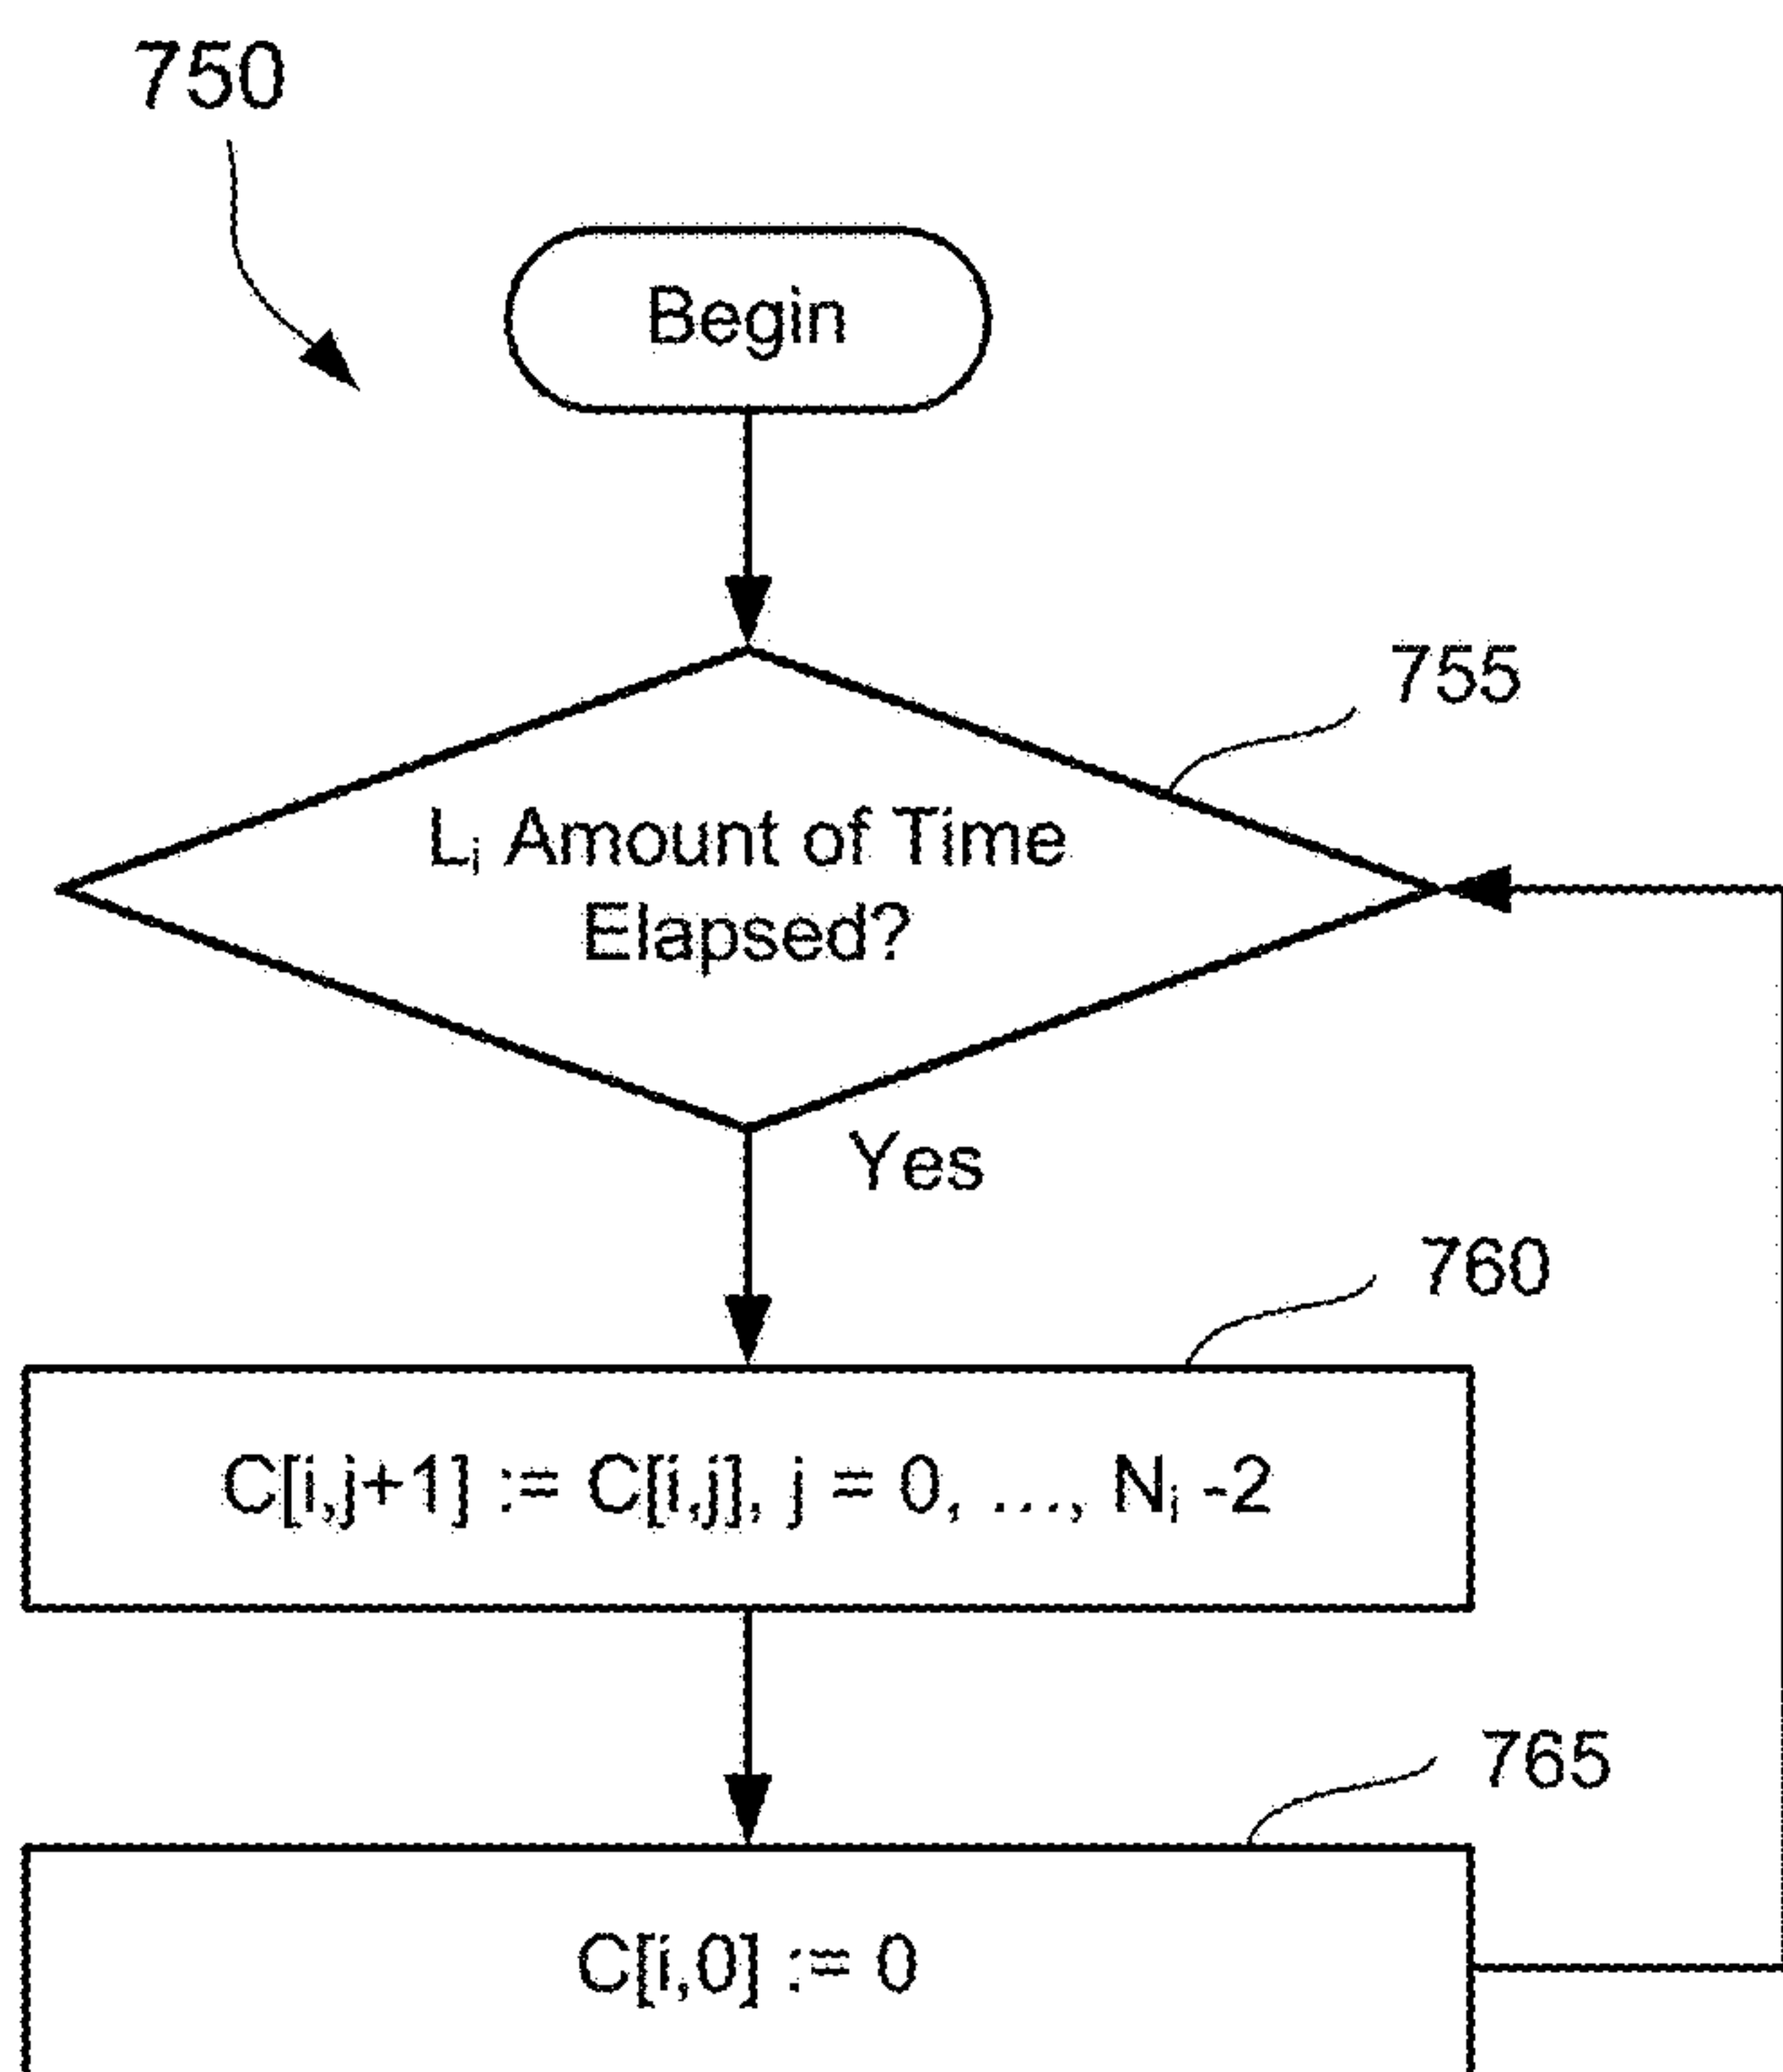 750
Begin
755
Lᵢ Amount of Time
Elapsed?
Yes
760
C[i,j+1] := C[i,j], j = 0, ..., Nᵢ -2
765
C[i,0] := 0